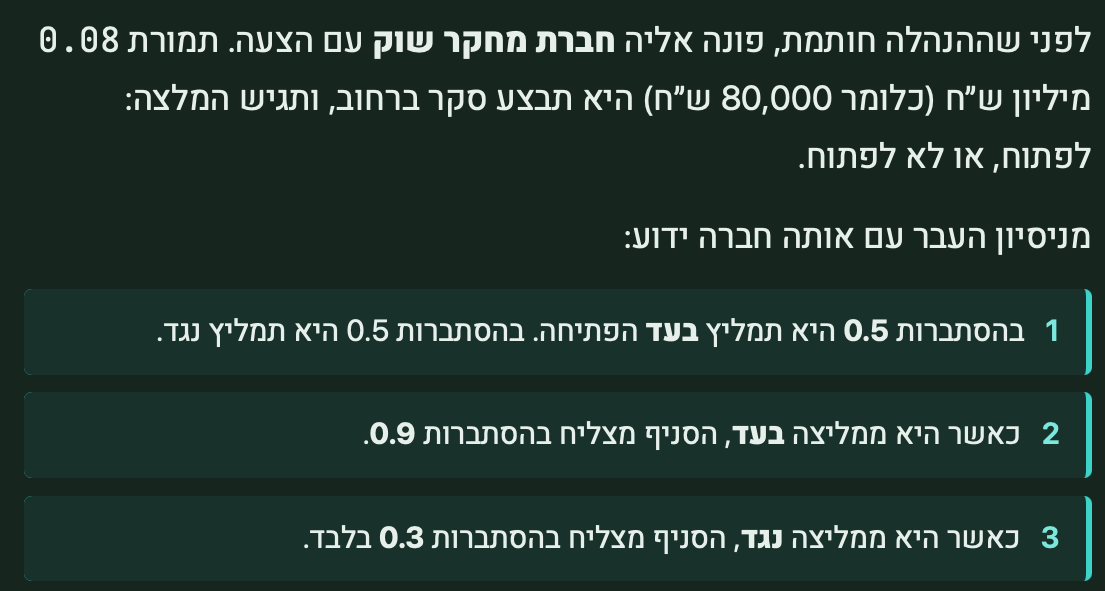 לפני שההנהלה חותמת, פונה אליה חברת מחקר שוק עם הצעה. תמורת 0.08
מיליון ש״ח (כלומר 80,000 ש״ח) היא תבצע סקר ברחוב, ותגיש המלצה:
לפתוח, או לא לפתוח.
מניסיון העבר עם אותה חברה ידוע:
1 בהסתברות 0.5 היא תמליץ בעד הפתיחה. בהסתברות 0.5 היא תמליץ נגד.
2 כאשר היא ממליצה בעד, הסניף מצליח בהסתברות 0.9.
3 כאשר היא ממליצה נגד, הסניף מצליח בהסתברות 0.3 בלבד.